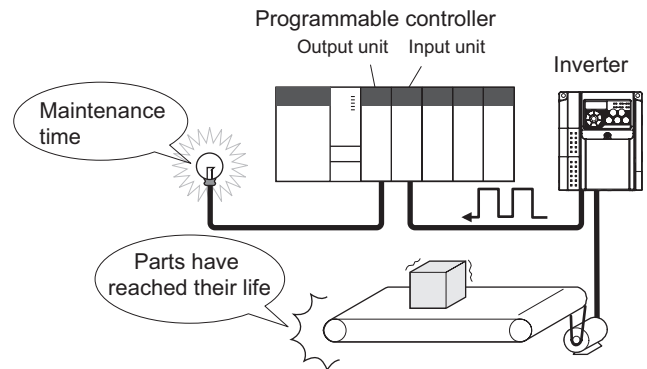 Programmable controller
Output unit
Input unit
Inverter
Maintenance
time
Parts have
reached their life